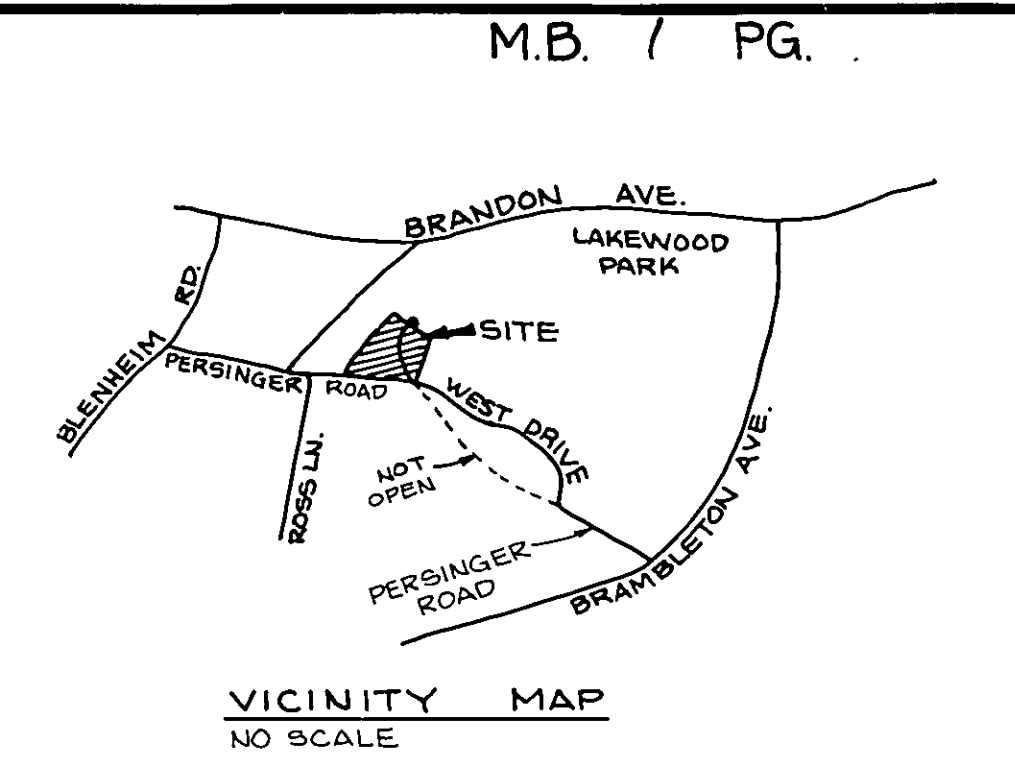 M.B. 1 PG.
BRANDON AVE.
LAKEWOOD
PARK
BLENHEIM RD.
SITE
PERSINGER ROAD
WEST DRIVE
ROSS LN.
NOT
OPEN
BRAMBLETON AVE.
PERSINGER
ROAD
VICINITY MAP
NO SCALE